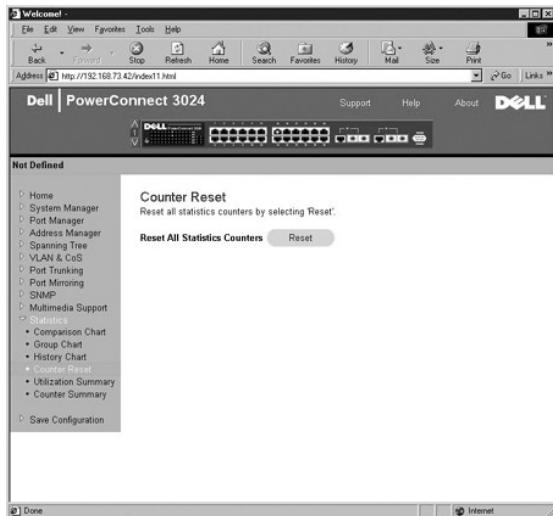 Welcome! -
File Edit View Favorites Tools Help
Back Forward Stop Refresh Home Search Favorites History Mail Size Print
Address http://192.168.73.42/index11.html Go Links »
Dell PowerConnect 3024 Support Help About DELL
DELL
Not Defined
Home
System Manager
Port Manager
Address Manager
Spanning Tree
VLAN & CoS
Port Trunking
Port Mirroring
SNMP
Multimedia Support
Statistics
• Comparison Chart
• Group Chart
• History Chart
• Counter Reset
• Utilization Summary
• Counter Summary
Save Configuration
Counter Reset
Reset all statistics counters by selecting 'Reset'.
Reset All Statistics Counters Reset
Done Internet